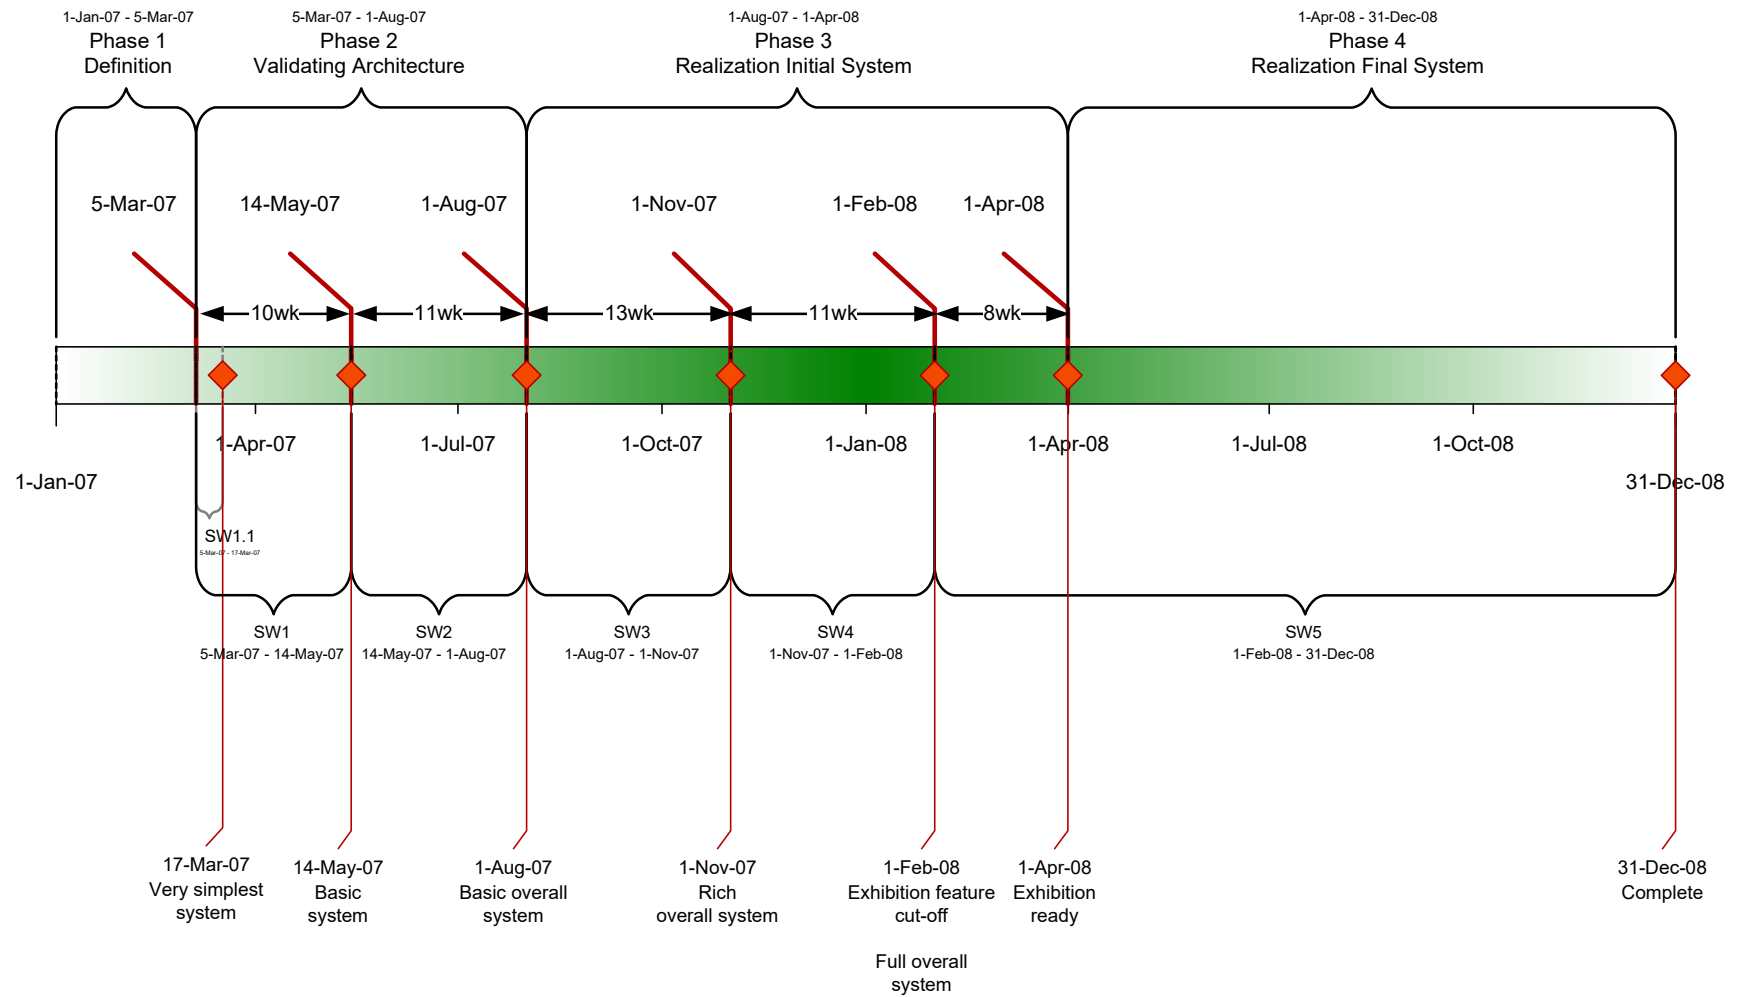 1-Jan-07 - 5-Mar-07
Phase 1
Definition
5-Mar-07 - 1-Aug-07
Phase 2
Validating Architecture
1-Aug-07 - 1-Apr-08
Phase 3
Realization Initial System
1-Apr-08 - 31-Dec-08
Phase 4
Realization Final System
5-Mar-07
14-May-07
1-Aug-07
1-Nov-07
1-Feb-08
1-Apr-08
10wk
11wk
13wk
11wk
8wk
1-Apr-07
1-Jul-07
1-Oct-07
1-Jan-08
1-Apr-08
1-Jul-08
1-Oct-08
1-Jan-07
31-Dec-08
SW1.1
5-Mar-07 - 17-Mar-07
SW1
5-Mar-07 - 14-May-07
SW2
14-May-07 - 1-Aug-07
SW3
1-Aug-07 - 1-Nov-07
SW4
1-Nov-07 - 1-Feb-08
SW5
1-Feb-08 - 31-Dec-08
17-Mar-07
Very simplest
system
14-May-07
Basic
system
1-Aug-07
Basic overall
system
1-Nov-07
Rich
overall system
1-Feb-08
Exhibition feature
cut-off
Full overall
system
1-Apr-08
Exhibition
ready
31-Dec-08
Complete